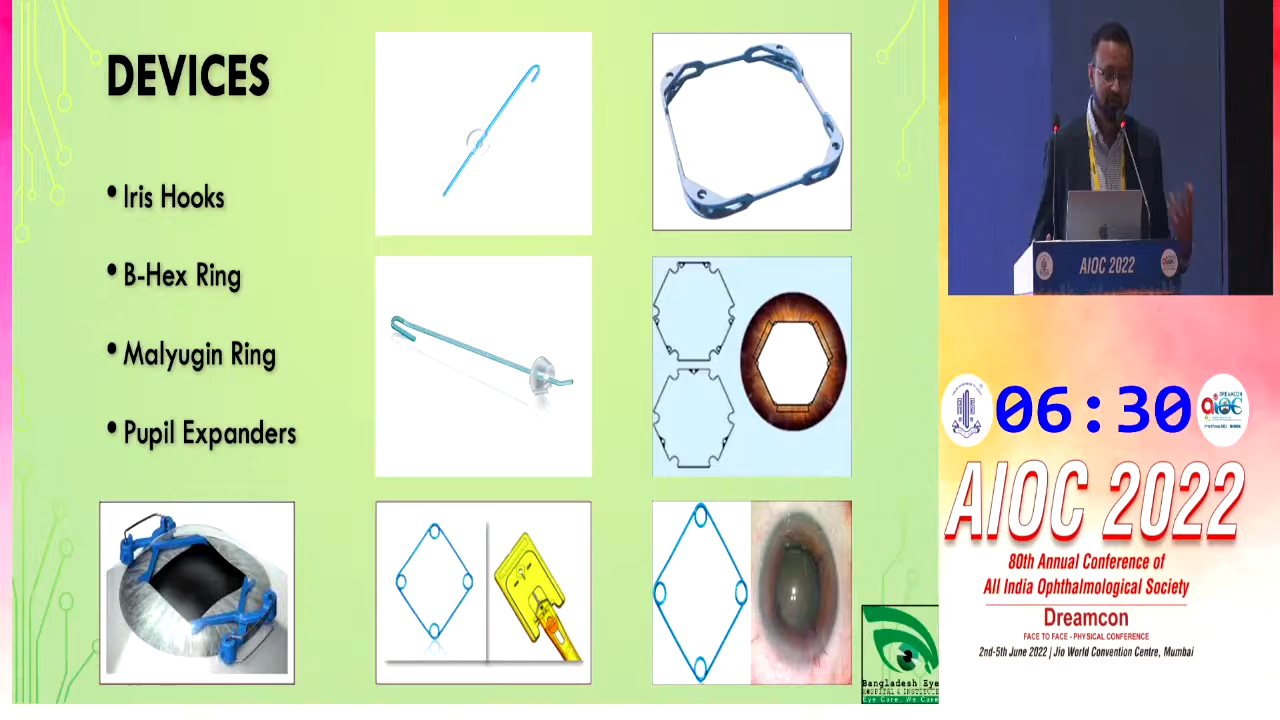 DEVICES
• Iris Hooks
• B-Hex Ring
• Malyugin Ring
• Pupil Expanders
Bangladesh Eye
HOSPITAL & INSTITUTE
Eye Care, We Care
AIOC 2022
06:30
AIOC 2022
80th Annual Conference of
All India Ophthalmological Society
Dreamcon
FACE TO FACE - PHYSICAL CONFERENCE
2nd-5th June 2022 | Jio World Convention Centre, Mumbai